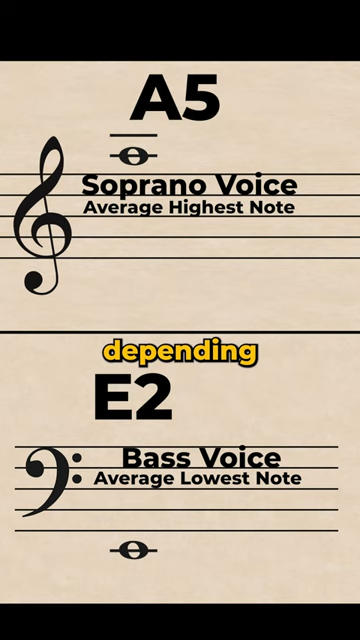 A5
Soprano Voice
Average Highest Note
depending
E2
Bass Voice
Average Lowest Note